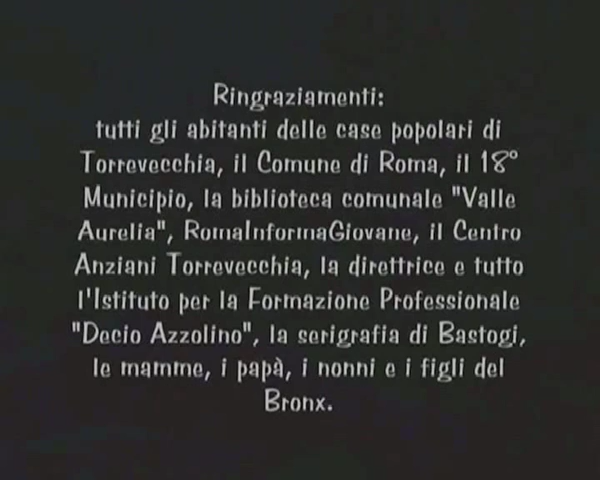 Ringraziamenti:
tutti gli abitanti delle case popolari di
Torrevecchia, il Comune di Roma, il 18°
Municipio, la biblioteca comunale "Valle
Aurelia", RomaInformaGiovane, il Centro
Anziani Torrevecchia, la direttrice e tutto
l'Istituto per la Formazione Professionale
"Decio Azzolino", la serigrafia di Bastogi,
le mamme, i papà, i nonni e i figli del
Bronx.